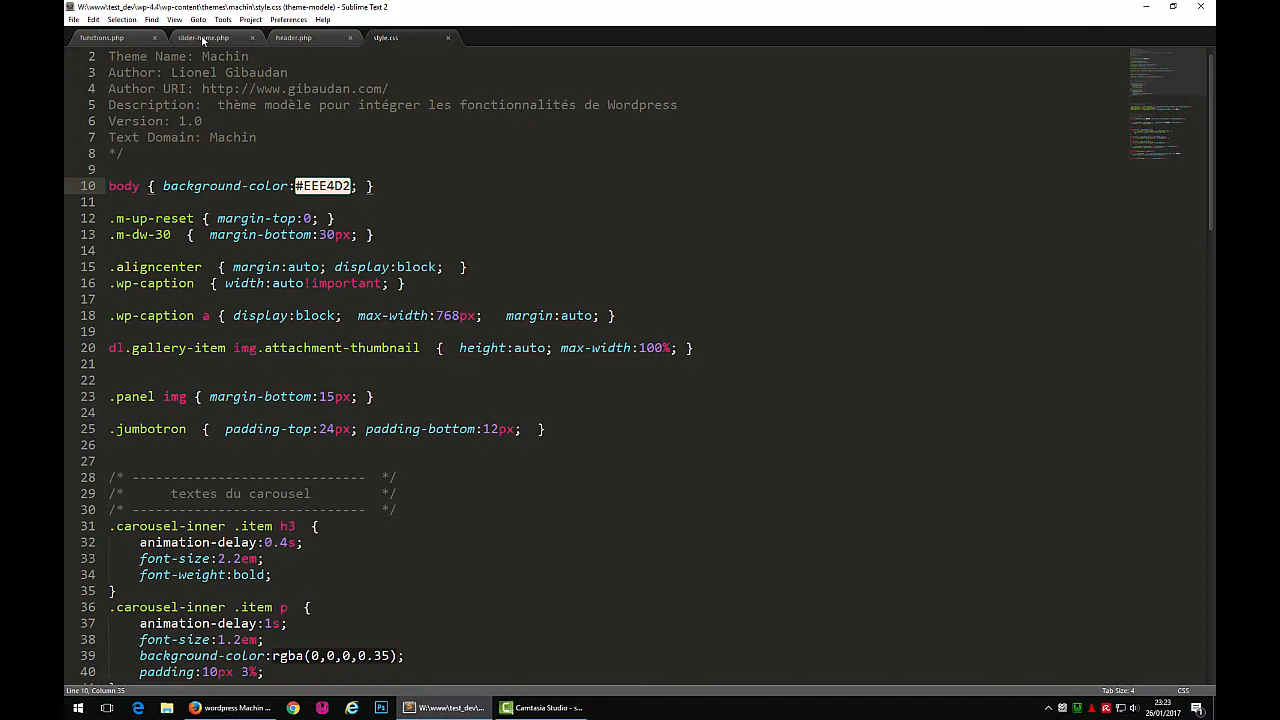 W:\www\test_dev\wp-4.4\wp-content\themes\machin\style.css (theme-modele) - Sublime Text 2
File Edit Selection Find View Goto Tools Project Preferences Help
functions.php × slider-home.php × header.php × style.css ×
2 Theme Name: Machin
3 Author: Lionel Gibaudan
4 Author URI: http://www.gibaudan.com/
5 Description:  thème modèle pour intégrer les fonctionnalités de Wordpress
6 Version: 1.0
7 Text Domain: Machin
8 */
9
10 body { background-color:#EEE4D2; }
11
12 .m-up-reset { margin-top:0; }
13 .m-dw-30  {  margin-bottom:30px; }
14
15 .aligncenter  { margin:auto; display:block;  }
16 .wp-caption  { width:auto!important; }
17
18 .wp-caption a { display:block;  max-width:768px;   margin:auto; }
19
20 dl.gallery-item img.attachment-thumbnail  {  height:auto; max-width:100%; }
21
22
23 .panel img { margin-bottom:15px; }
24
25 .jumbotron  {  padding-top:24px; padding-bottom:12px;  }
26
27
28 /* ------------------------------  */
29 /*      textes du carousel         */
30 /* ------------------------------  */
31 .carousel-inner .item h3  {
32 animation-delay:0.4s;
33 font-size:2.2em;
34 font-weight:bold;
35 }
36 .carousel-inner .item p  {
37 animation-delay:1s;
38 font-size:1.2em;
39 background-color:rgba(0,0,0,0.35);
40 padding:10px 3%;
Line 10, Column 35 Tab Size: 4 CSS
wordpress Machin ... W:\www\test_dev\... Camtasia Studio - s... 23:23
26/01/2017